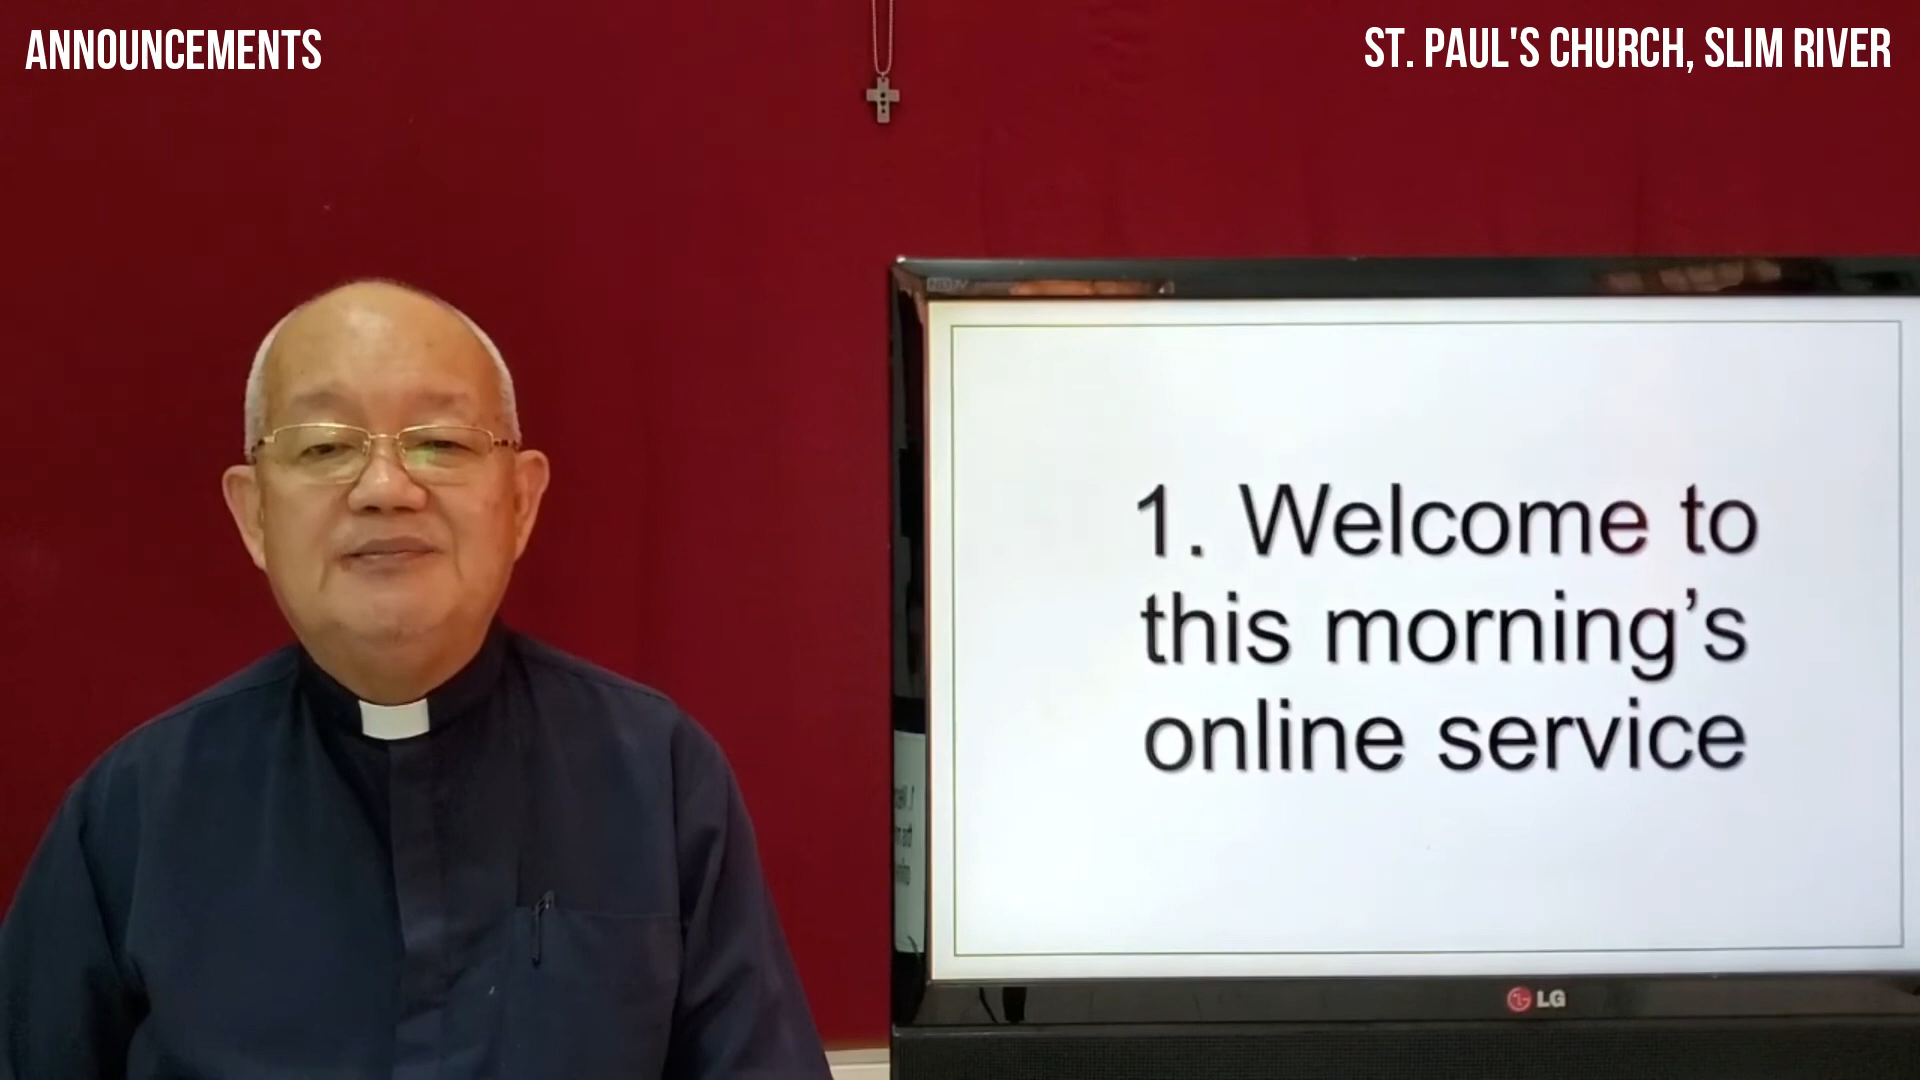 ANNOUNCEMENTS
ST. PAUL'S CHURCH, SLIM RIVER
1. Welcome to
this morning’s
online service
LG